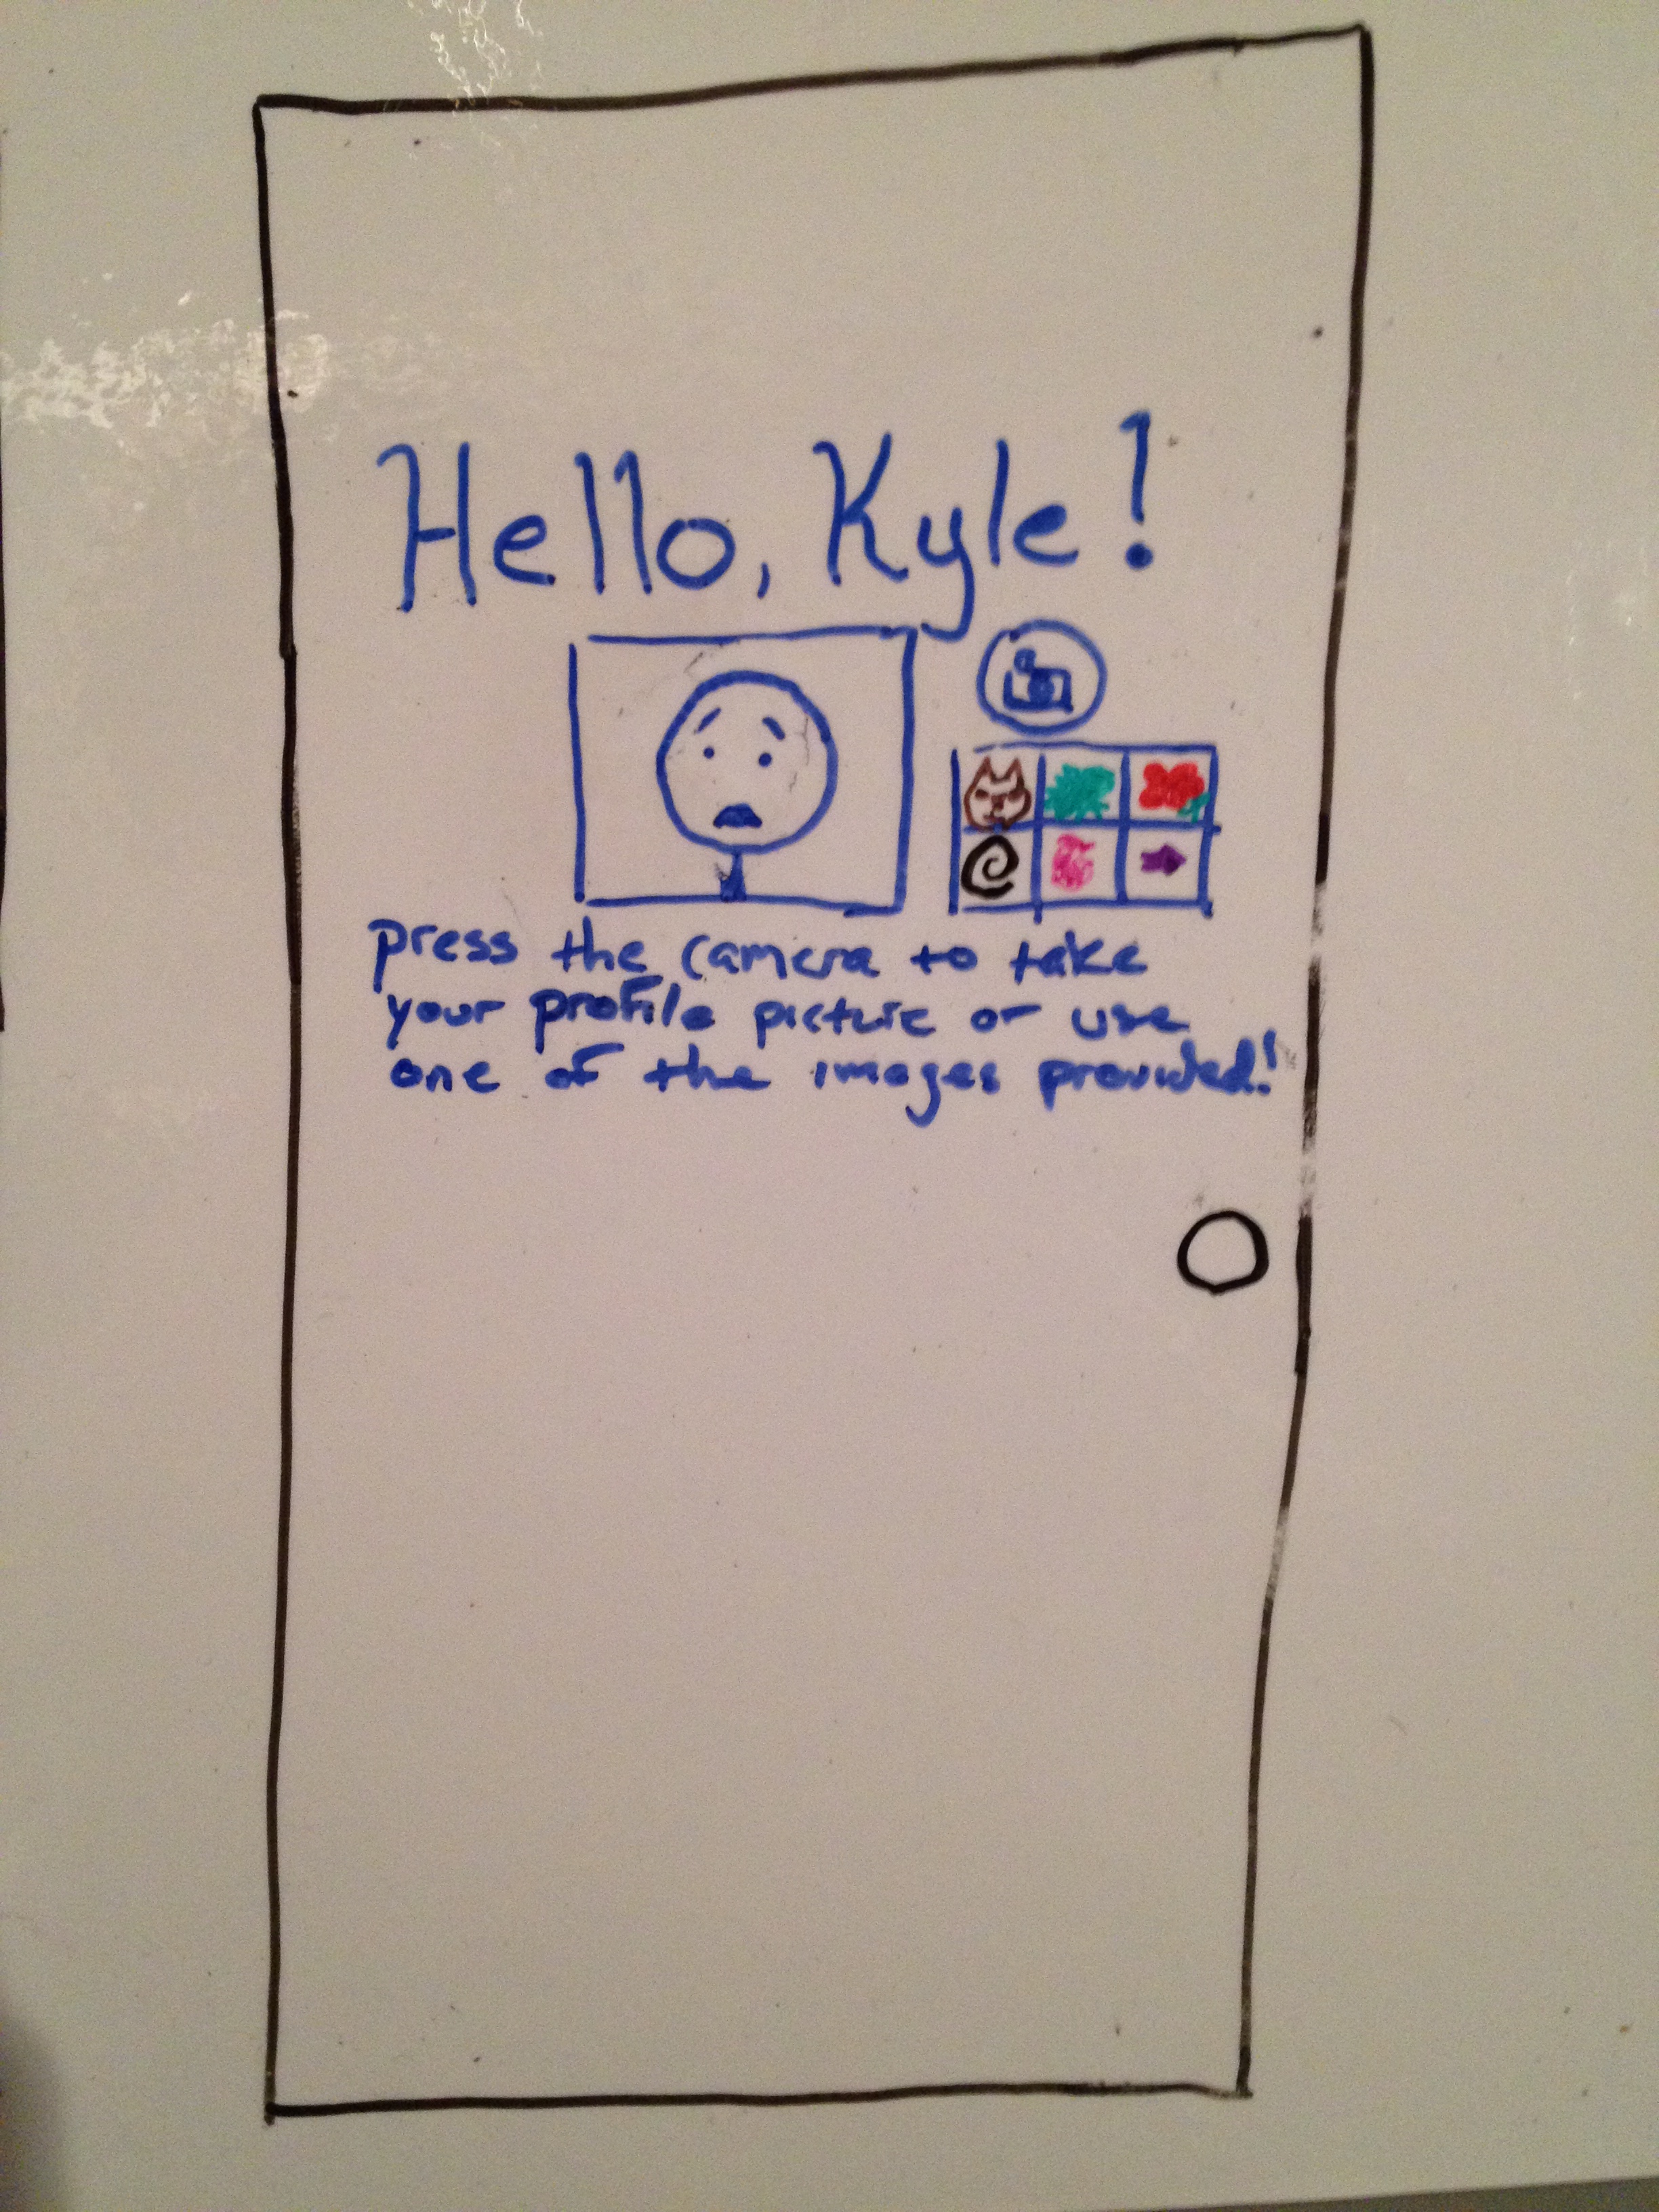 Hello, Kyle!
press the camera to take
your profile picture or use
one of the images provided!